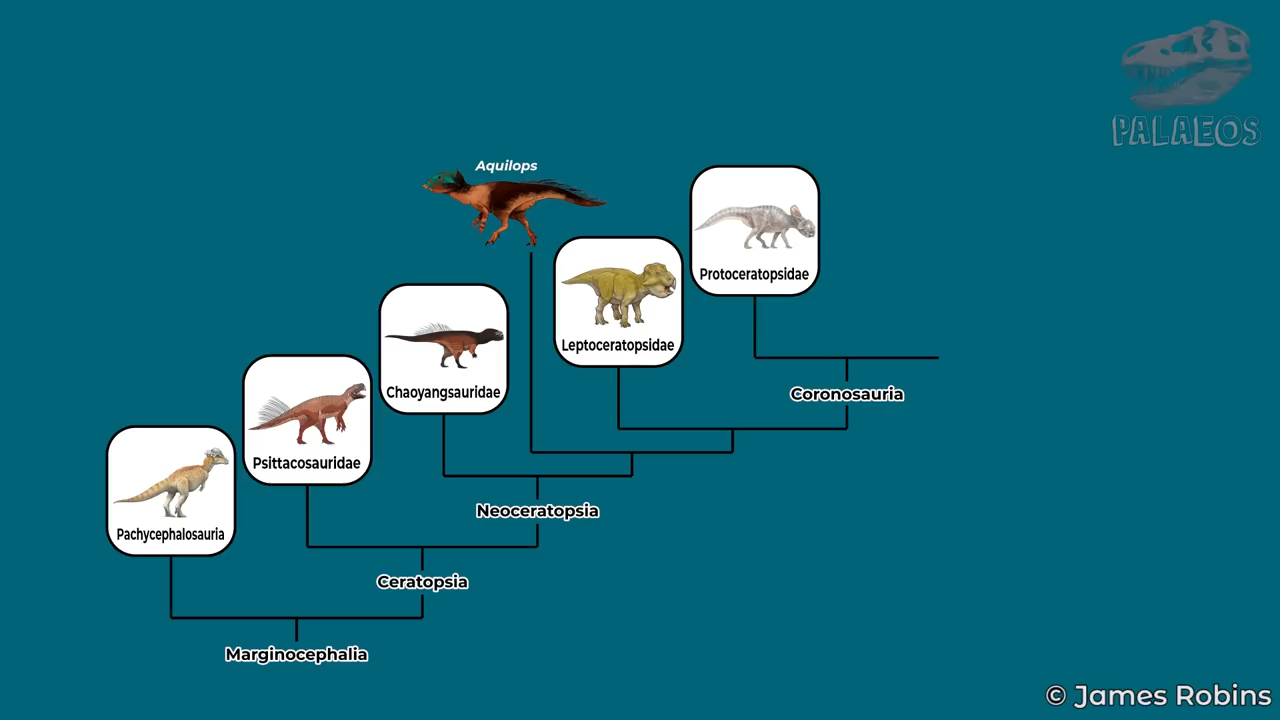 PALAEOS
Aquilops
Protoceratopsidae
Leptoceratopsidae
Chaoyangsauridae
Coronosauria
Psittacosauridae
Neoceratopsia
Pachycephalosauria
Ceratopsia
Marginocephalia
© James Robins